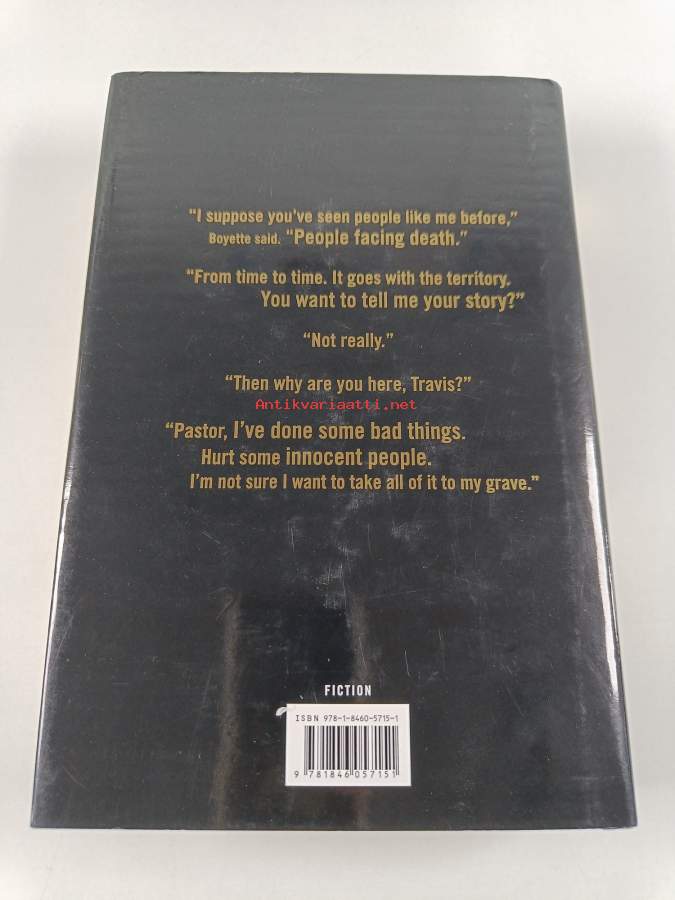 “I suppose you’ve seen people like me before,”
Boyette said. “People facing death.”
“From time to time. It goes with the territory.
You want to tell me your story?”
“Not really.”
“Then why are you here, Travis?”
Antikvariaatti.net
“Pastor, I’ve done some bad things.
Hurt some innocent people.
I’m not sure I want to take all of it to my grave.”
FICTION
ISBN 978-1-8460-5715-1
9 781846 057151